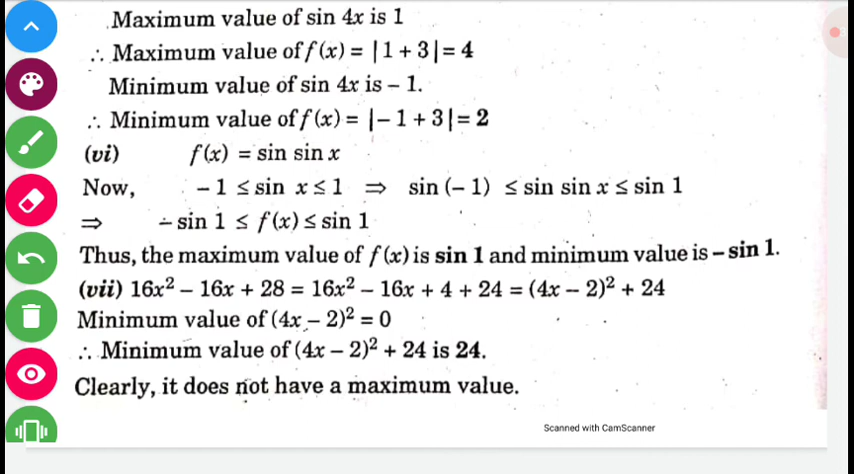 Maximum value of sin 4x is 1
∴ Maximum value of f(x) = |1 + 3| = 4
Minimum value of sin 4x is – 1.
∴ Minimum value of f(x) = |– 1 + 3| = 2
(vi) f(x) = sin sin x
Now, – 1 ≤ sin x ≤ 1 ⇒ sin (– 1) ≤ sin sin x ≤ sin 1
⇒ – sin 1 ≤ f(x) ≤ sin 1
Thus, the maximum value of f(x) is sin 1 and minimum value is – sin 1.
(vii) 16x² – 16x + 28 = 16x² – 16x + 4 + 24 = (4x – 2)² + 24
Minimum value of (4x – 2)² = 0
∴ Minimum value of (4x – 2)² + 24 is 24.
Clearly, it does not have a maximum value.
Scanned with CamScanner